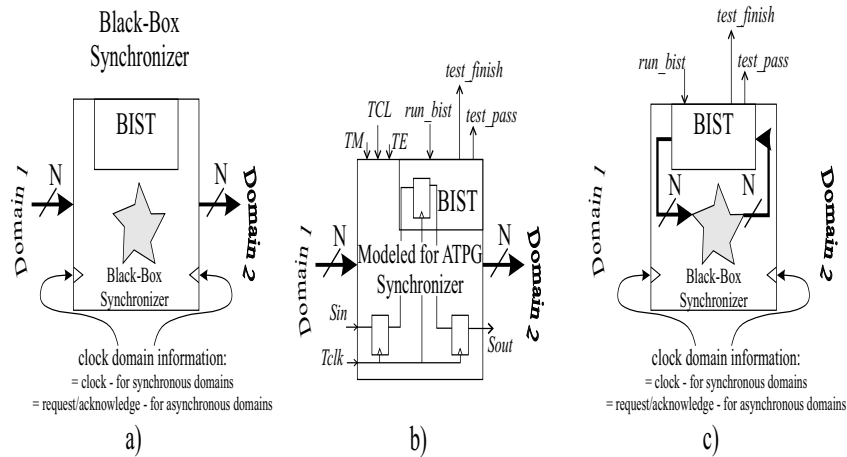 Black-Box
Synchronizer
BIST
N
N
Domain 1
Domain 2
Black-Box
Synchronizer
clock domain information:
= clock - for synchronous domains
= request/acknowledge - for asynchronous domains
a)
test_finish
TCL
run_bist
test_pass
TM
TE
BIST
N
N
Domain 1
Domain 2
Modeled for ATPG
Synchronizer
Sin
Sout
Tclk
b)
test_finish
run_bist
test_pass
BIST
N
N
Domain 1
Domain 2
Black-Box
Synchronizer
clock domain information:
= clock - for synchronous domains
= request/acknowledge - for asynchronous domains
c)